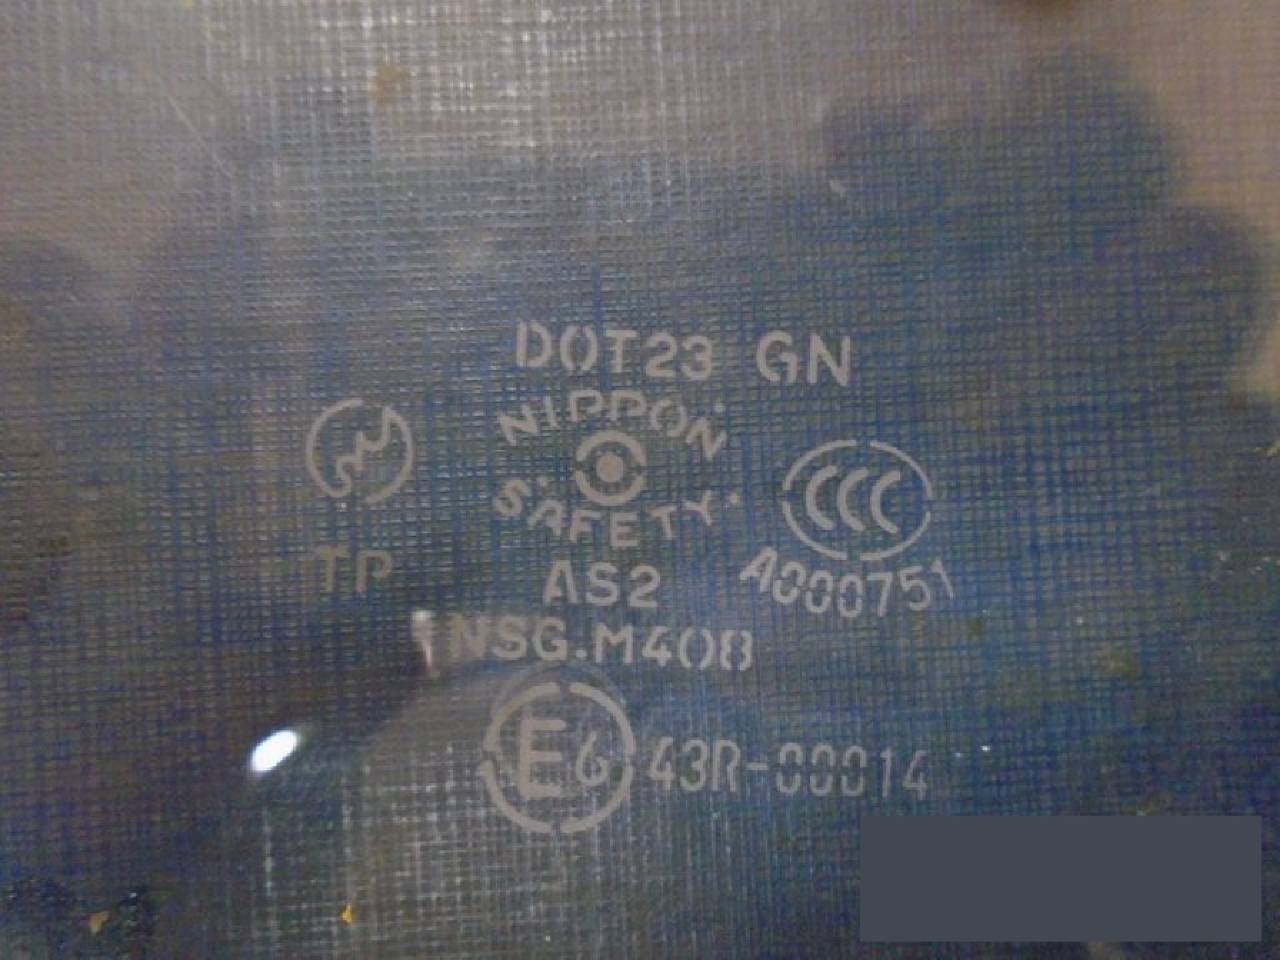 DOT23 GN
NIPPON
SAFETY
CCC
TP
AS2
A000751
NSG.M408
E6 43R-00014